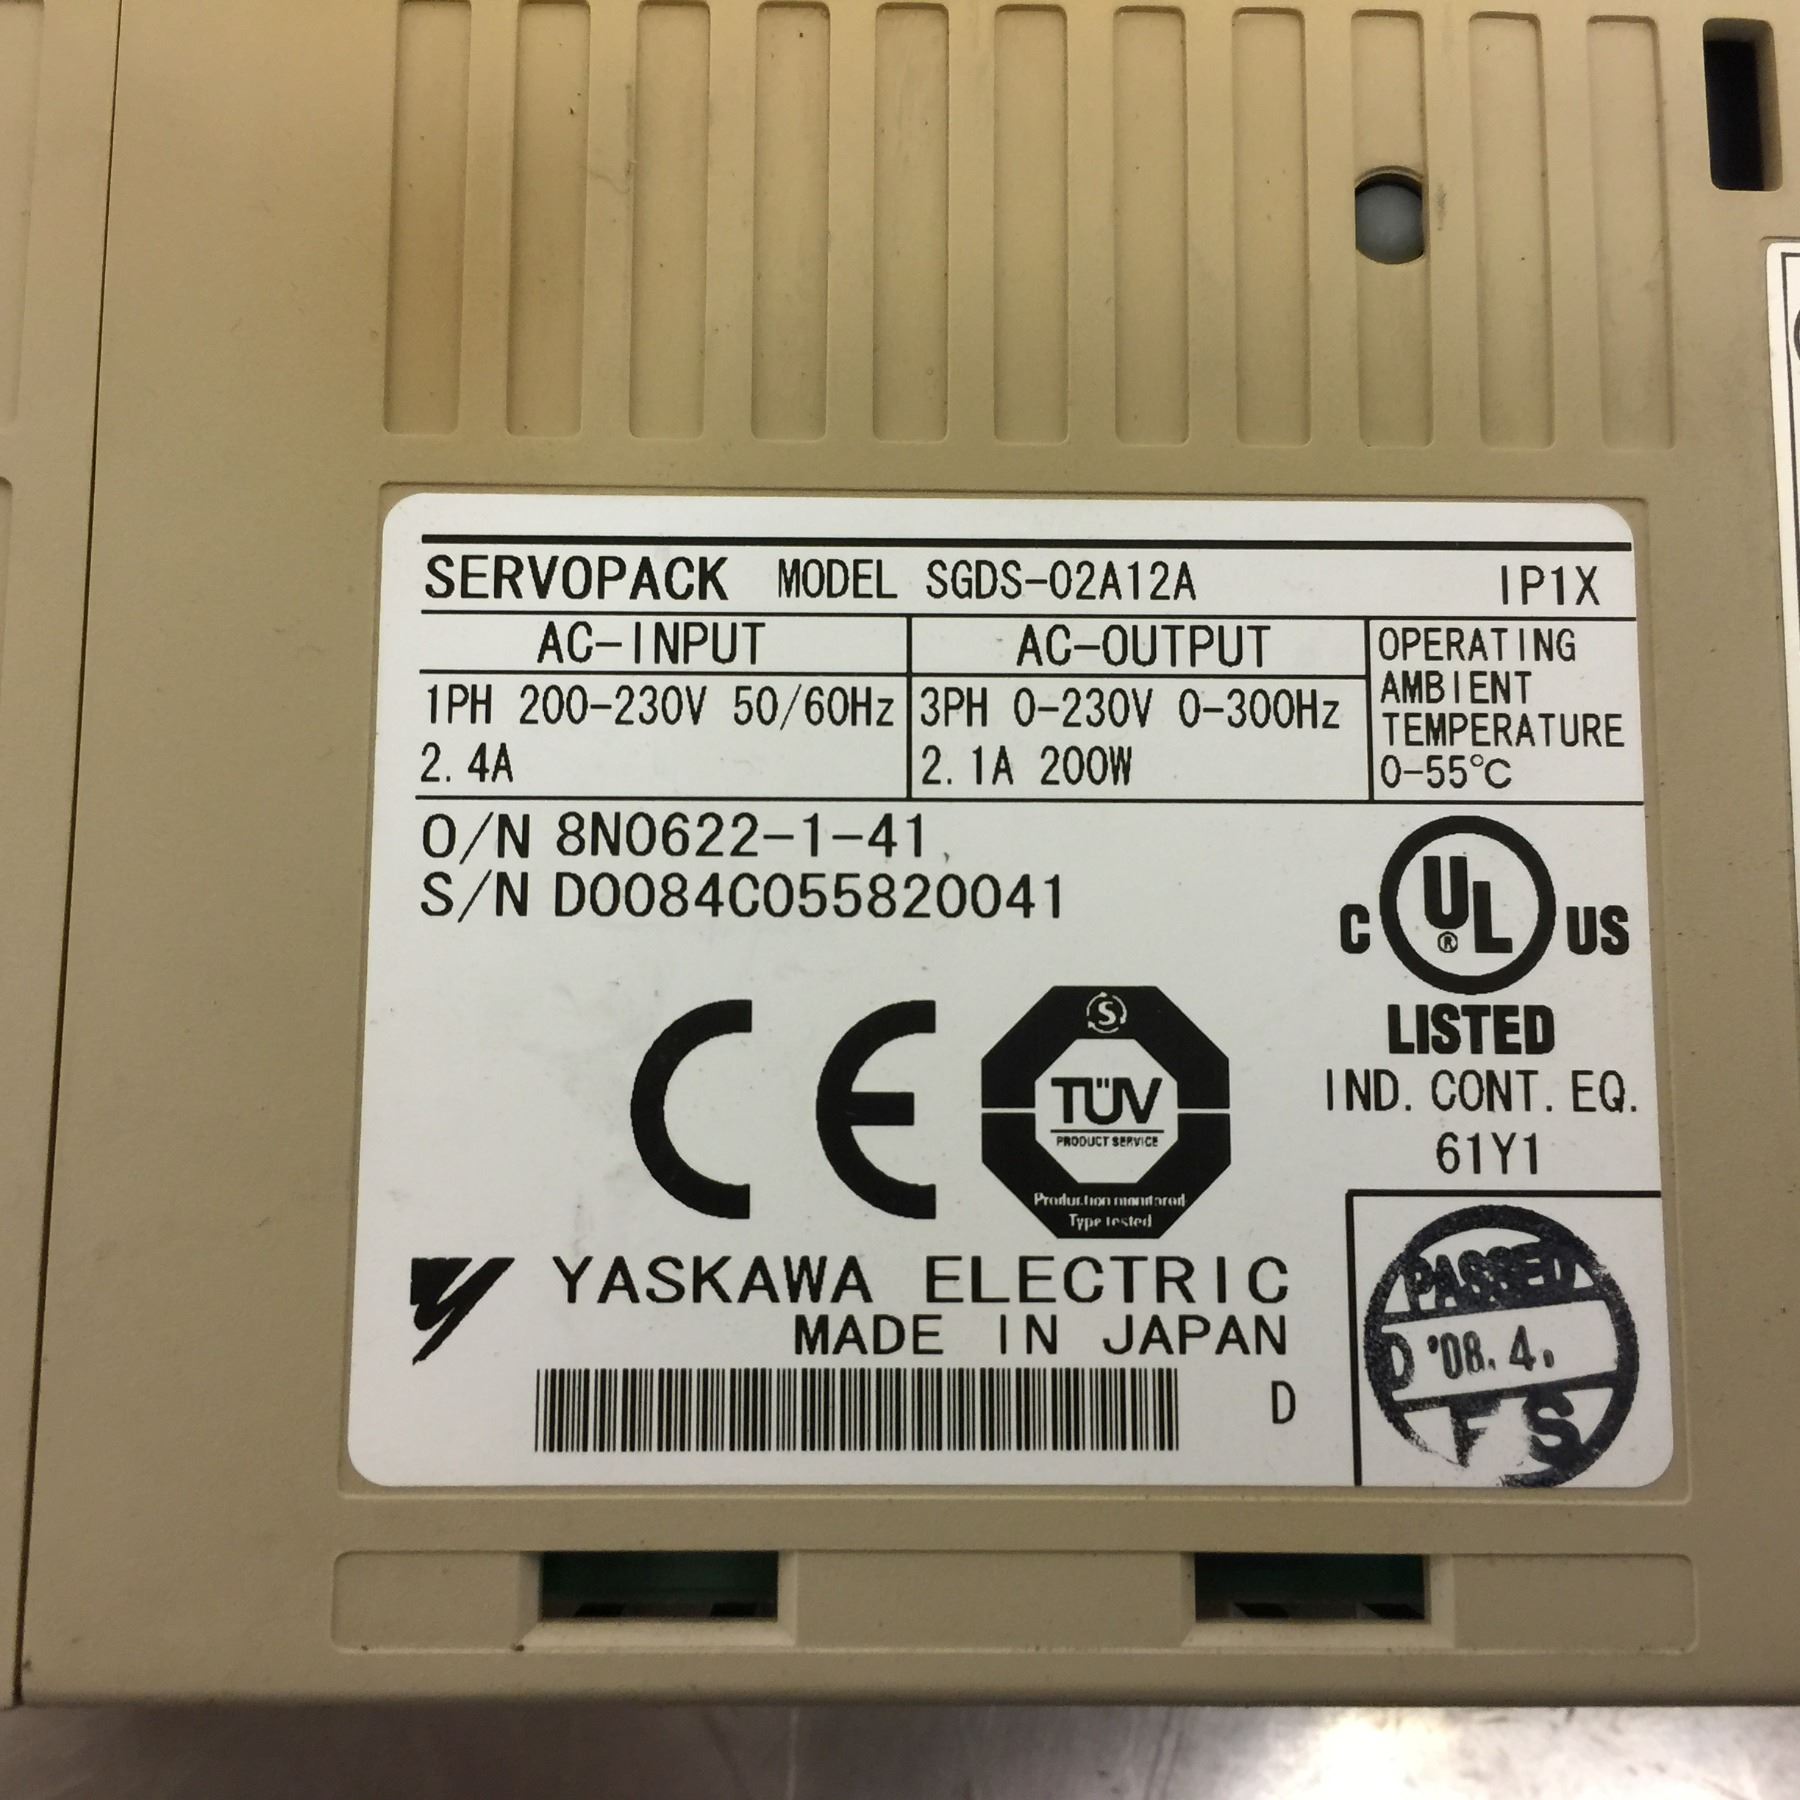 SERVOPACK MODEL SGDS-02A12A IP1X
AC-INPUT
1PH 200-230V 50/60Hz
2.4A
AC-OUTPUT
3PH 0-230V 0-300Hz
2.1A 200W
OPERATING
AMBIENT
TEMPERATURE
0-55°C
O/N 8N0622-1-41
S/N D0084C055820041
C UL ® US
LISTED
IND. CONT. EQ.
61Y1
CE
S
TÜV
PRODUCT SERVICE
Production monitored
Type tested
YASKAWA ELECTRIC
MADE IN JAPAN
D
PASSED
D '08.4.
F S